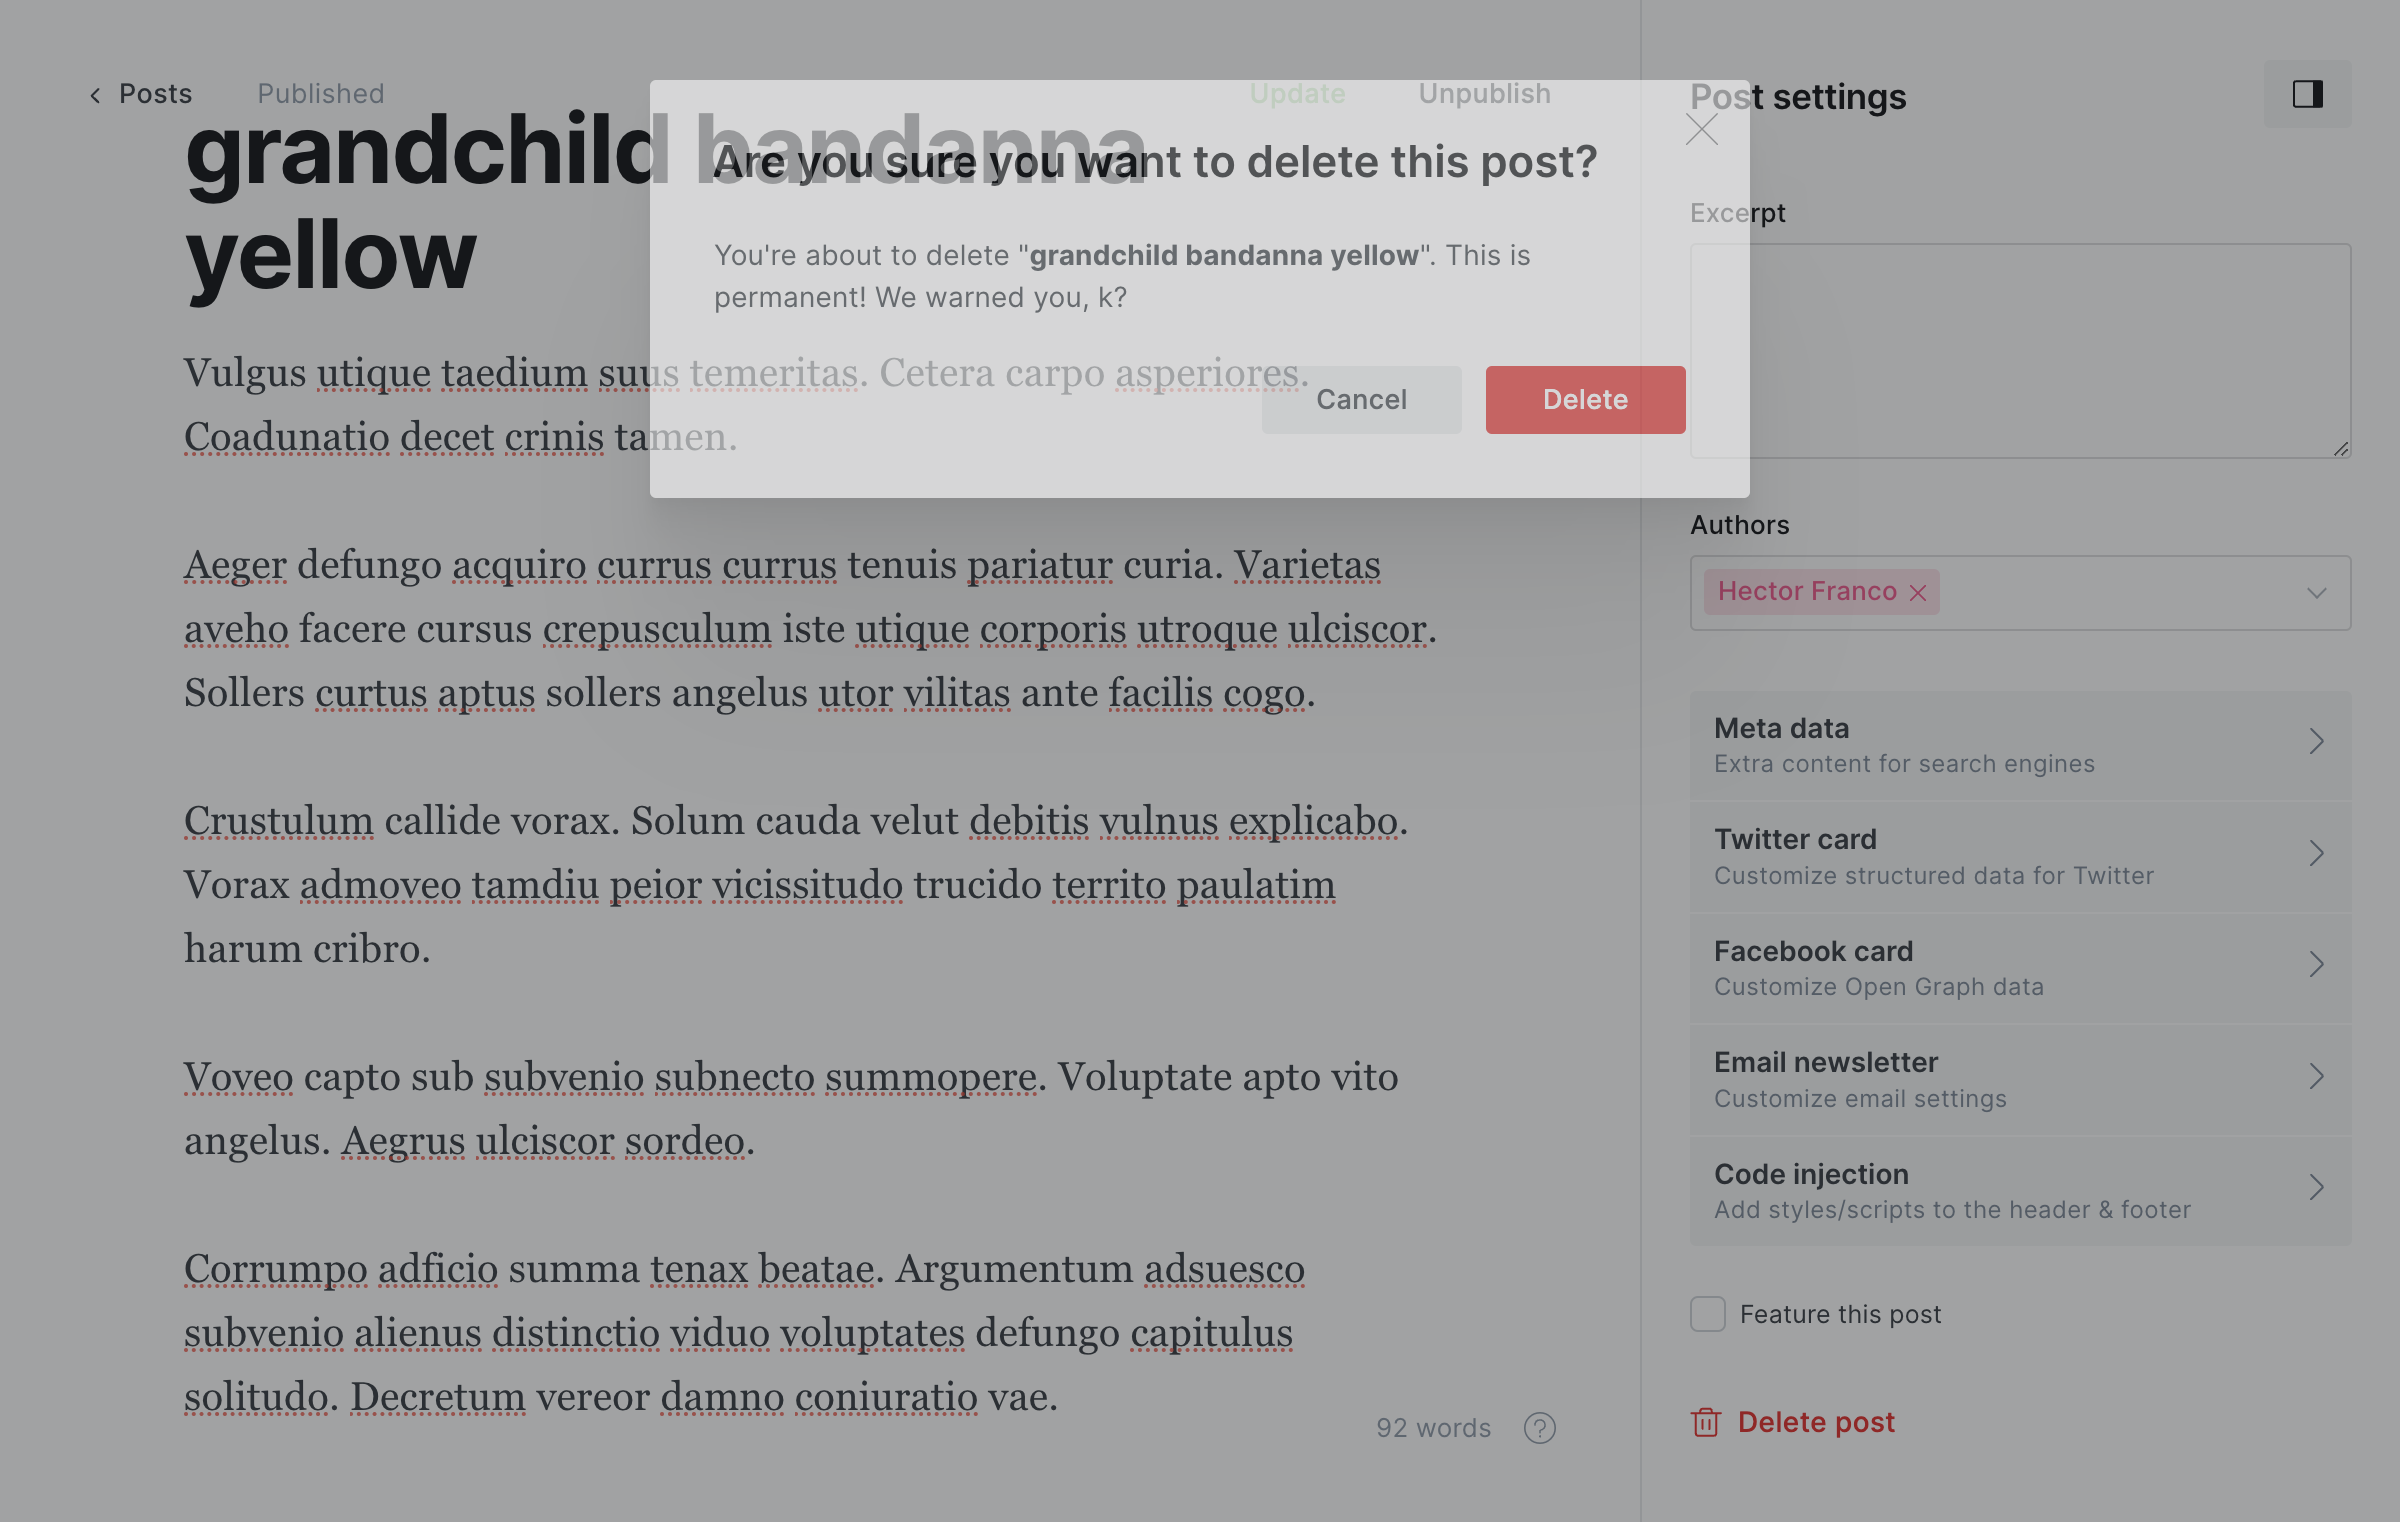 Posts
Published
Update
Unpublish
grandchild bandanna
yellow
Vulgus utique taedium suus temeritas. Cetera carpo asperiores.
Coadunatio decet crinis tamen.
Aeger defungo acquiro currus currus tenuis pariatur curia. Varietas
aveho facere cursus crepusculum iste utique corporis utroque ulciscor.
Sollers curtus aptus sollers angelus utor vilitas ante facilis cogo.
Crustulum callide vorax. Solum cauda velut debitis vulnus explicabo.
Vorax admoveo tamdiu peior vicissitudo trucido territo paulatim
harum cribro.
Voveo capto sub subvenio subnecto summopere. Voluptate apto vito
angelus. Aegrus ulciscor sordeo.
Corrumpo adficio summa tenax beatae. Argumentum adsuesco
subvenio alienus distinctio viduo voluptates defungo capitulus
solitudo. Decretum vereor damno coniuratio vae.
92 words
?
Are you sure you want to delete this post?
You're about to delete "grandchild bandanna yellow". This is
permanent! We warned you, k?
Cancel
Delete
Post settings
Excerpt
Authors
Hector Franco
Meta data
Extra content for search engines
Twitter card
Customize structured data for Twitter
Facebook card
Customize Open Graph data
Email newsletter
Customize email settings
Code injection
Add styles/scripts to the header & footer
Feature this post
Delete post